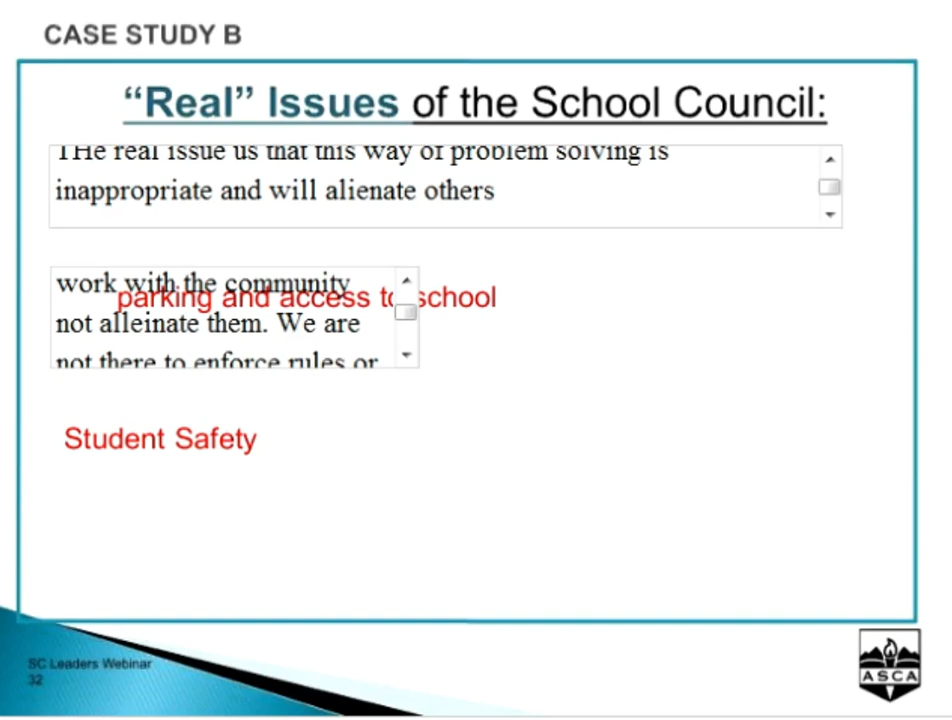 CASE STUDY B
“Real” Issues of the School Council:
THe real issue us that this way of problem solving is
inappropriate and will alienate others
work with the community
parking and access to school
not alleinate them. We are
not there to enforce rules or
Student Safety
SC Leaders Webinar
32
ASCA